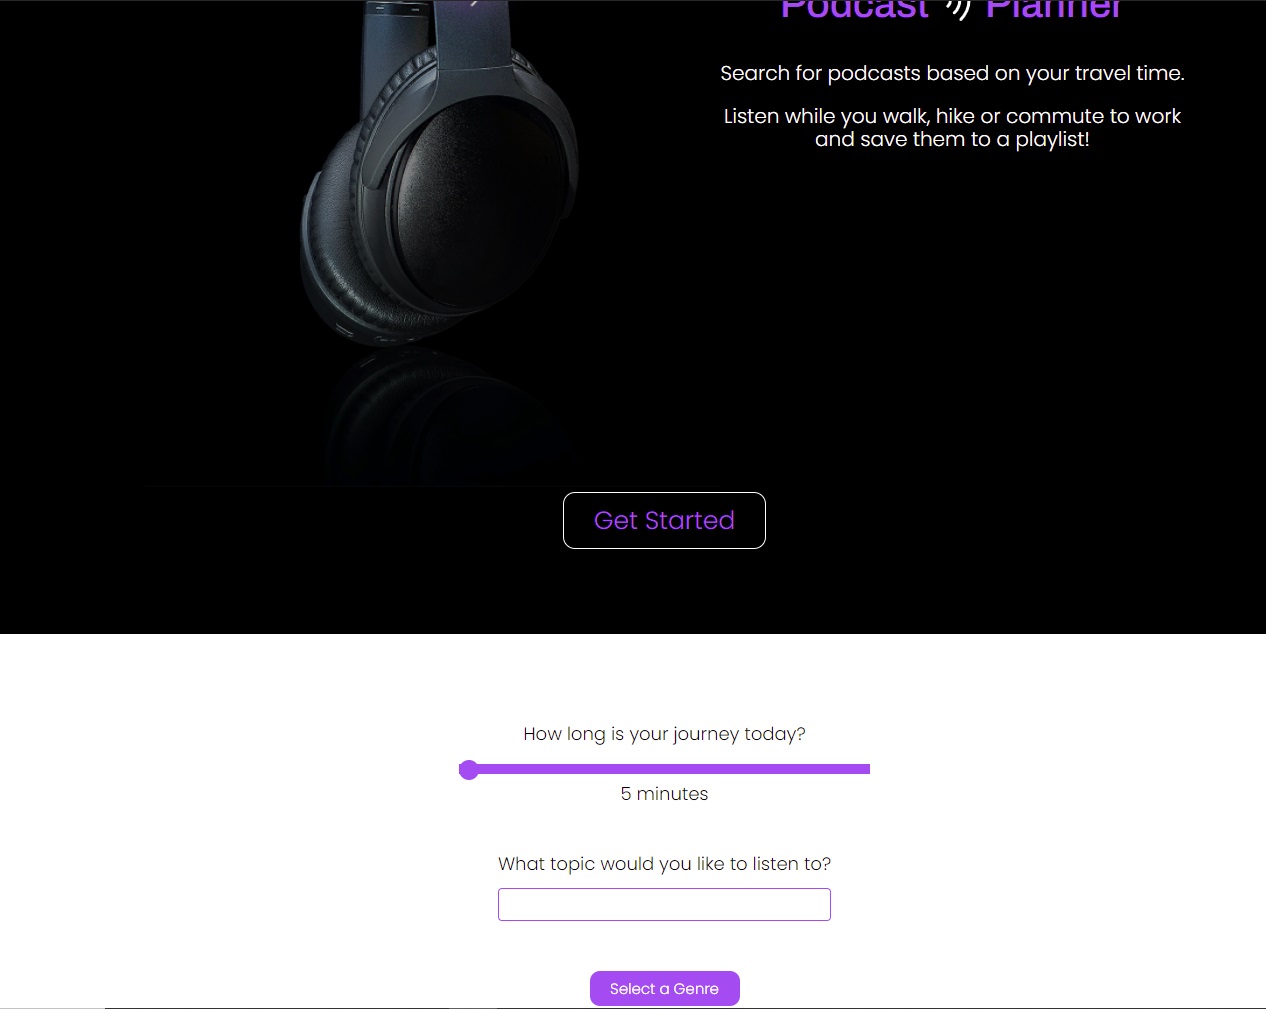 Podcast Planner
Search for podcasts based on your travel time.
Listen while you walk, hike or commute to work
and save them to a playlist!
Get Started
How long is your journey today?
5 minutes
What topic would you like to listen to?
Select a Genre